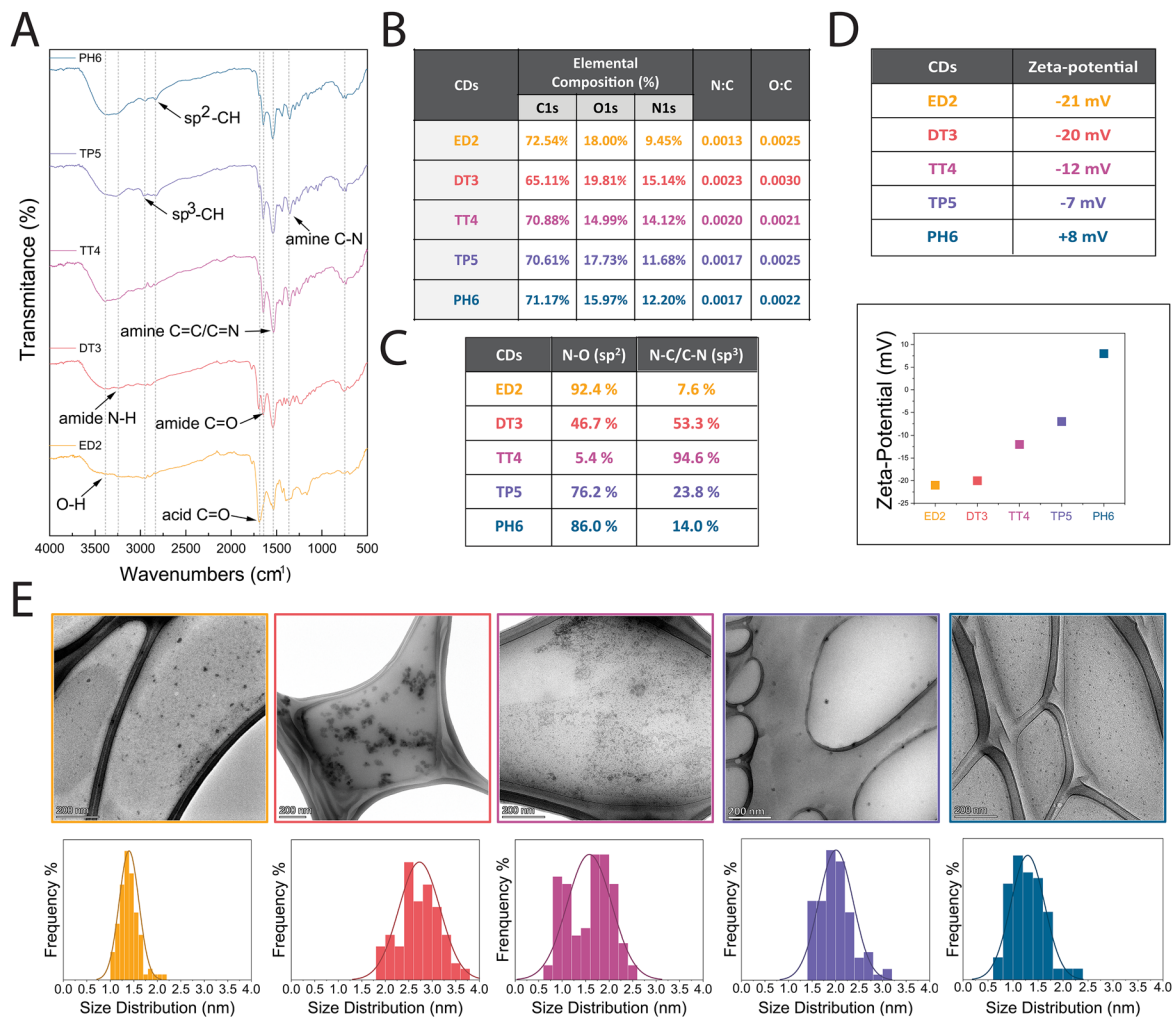 A
PH6
sp2-CH
TP5
sp3-CH
amine C-N
TT4
amine C=C/C=N
DT3
amide N-H
amide C=O
ED2
O-H
acid C=O
Transmitance (%)
4000 3500 3000 2500 2000 1500 1000 500
Wavenumbers (cm-1)
B
CDs Elemental Composition (%) N:C O:C
C1s O1s N1s
ED2 72.54% 18.00% 9.45% 0.0013 0.0025
DT3 65.11% 19.81% 15.14% 0.0023 0.0030
TT4 70.88% 14.99% 14.12% 0.0020 0.0021
TP5 70.61% 17.73% 11.68% 0.0017 0.0025
PH6 71.17% 15.97% 12.20% 0.0017 0.0022
C
CDs N-O (sp2) N-C/C-N (sp3)
ED2 92.4 % 7.6 %
DT3 46.7 % 53.3 %
TT4 5.4 % 94.6 %
TP5 76.2 % 23.8 %
PH6 86.0 % 14.0 %
D
CDs Zeta-potential
ED2 -21 mV
DT3 -20 mV
TT4 -12 mV
TP5 -7 mV
PH6 +8 mV
Zeta-Potential (mV)
10
5
0
-5
-10
-15
-20
-25
ED2 DT3 TT4 TP5 PH6
E
200 nm
200 nm
200 nm
200 nm
200 nm
Frequency %
0.0 0.5 1.0 1.5 2.0 2.5 3.0 3.5 4.0
Size Distribution (nm)
Frequency %
0.0 0.5 1.0 1.5 2.0 2.5 3.0 3.5 4.0
Size Distribution (nm)
Frenquency %
0.0 0.5 1.0 1.5 2.0 2.5 3.0 3.5 4.0
Size Distribution (nm)
Frequency %
0.0 0.5 1.0 1.5 2.0 2.5 3.0 3.5 4.0
Size Distribution (nm)
Frequency %
0.0 0.5 1.0 1.5 2.0 2.5 3.0 3.5 4.0
Size Distribution (nm)